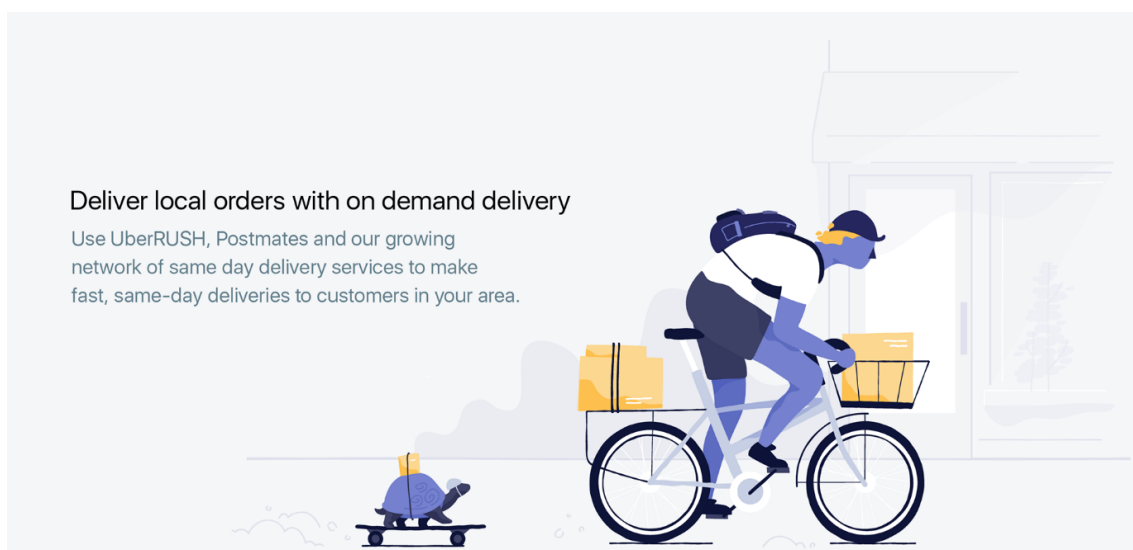 Deliver local orders with on demand delivery
Use UberRUSH, Postmates and our growing
network of same day delivery services to make
fast, same-day deliveries to customers in your area.